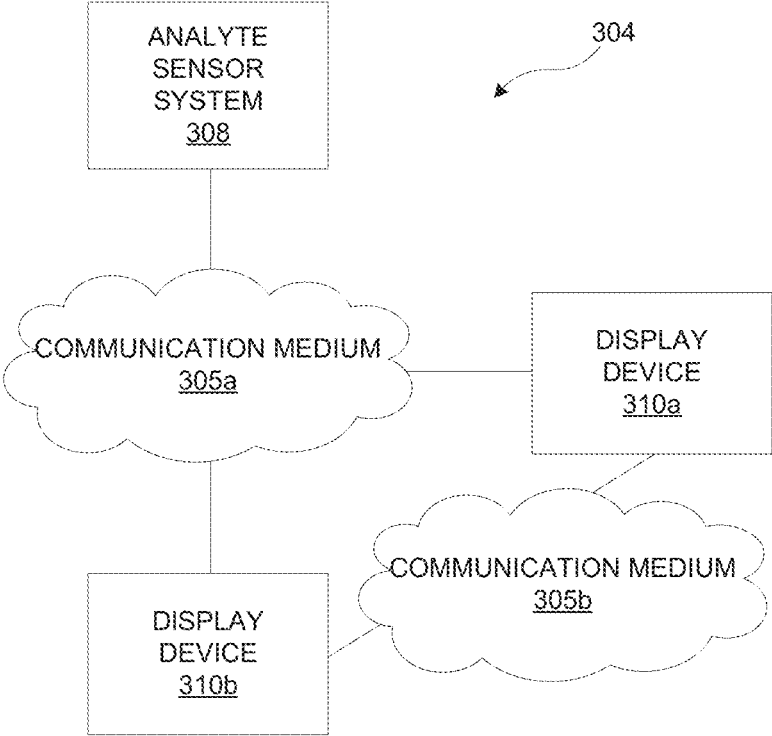 ANALYTE
SENSOR
SYSTEM
308
304
COMMUNICATION MEDIUM
305a
DISPLAY
DEVICE
310a
COMMUNICATION MEDIUM
305b
DISPLAY
DEVICE
310b